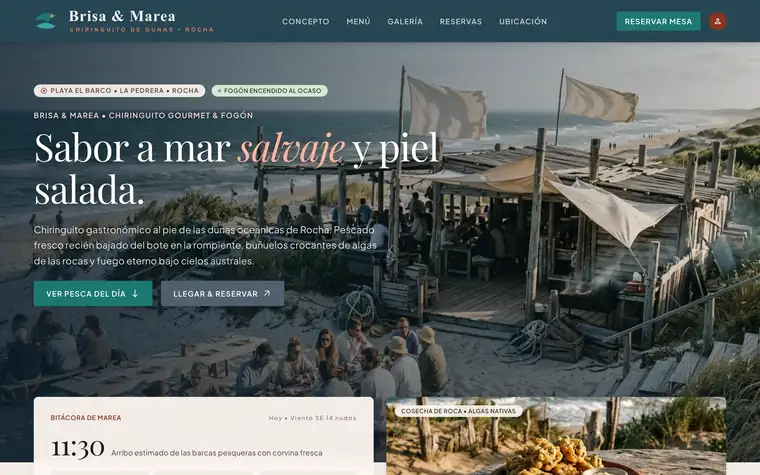 Brisa & Marea
CHIRINGUITO DE DUNAS • ROCHA
CONCEPTO MENÚ GALERÍA RESERVAS UBICACIÓN
RESERVAR MESA
PLAYA EL BARCO • LA PEDRERA • ROCHA
FOGÓN ENCENDIDO AL OCASO
BRISA & MAREA • CHIRINGUITO GOURMET & FOGÓN
Sabor a mar salvaje y piel
salada.
Chiringuito gastronómico al pie de las dunas oceánicas de Rocha. Pescado
fresco recién bajado del bote en la rompiente, buñuelos crocantes de algas
de las rocas y fuego eterno bajo cielos australes.
VER PESCA DEL DÍA ↓
LLEGAR & RESERVAR ↗
BITÁCORA DE MAREA
Hoy • Viento SE 14 nudos
11:30 Arribo estimado de las barcas pesqueras con corvina fresca
COSECHA DE ROCA • ALGAS NATIVAS